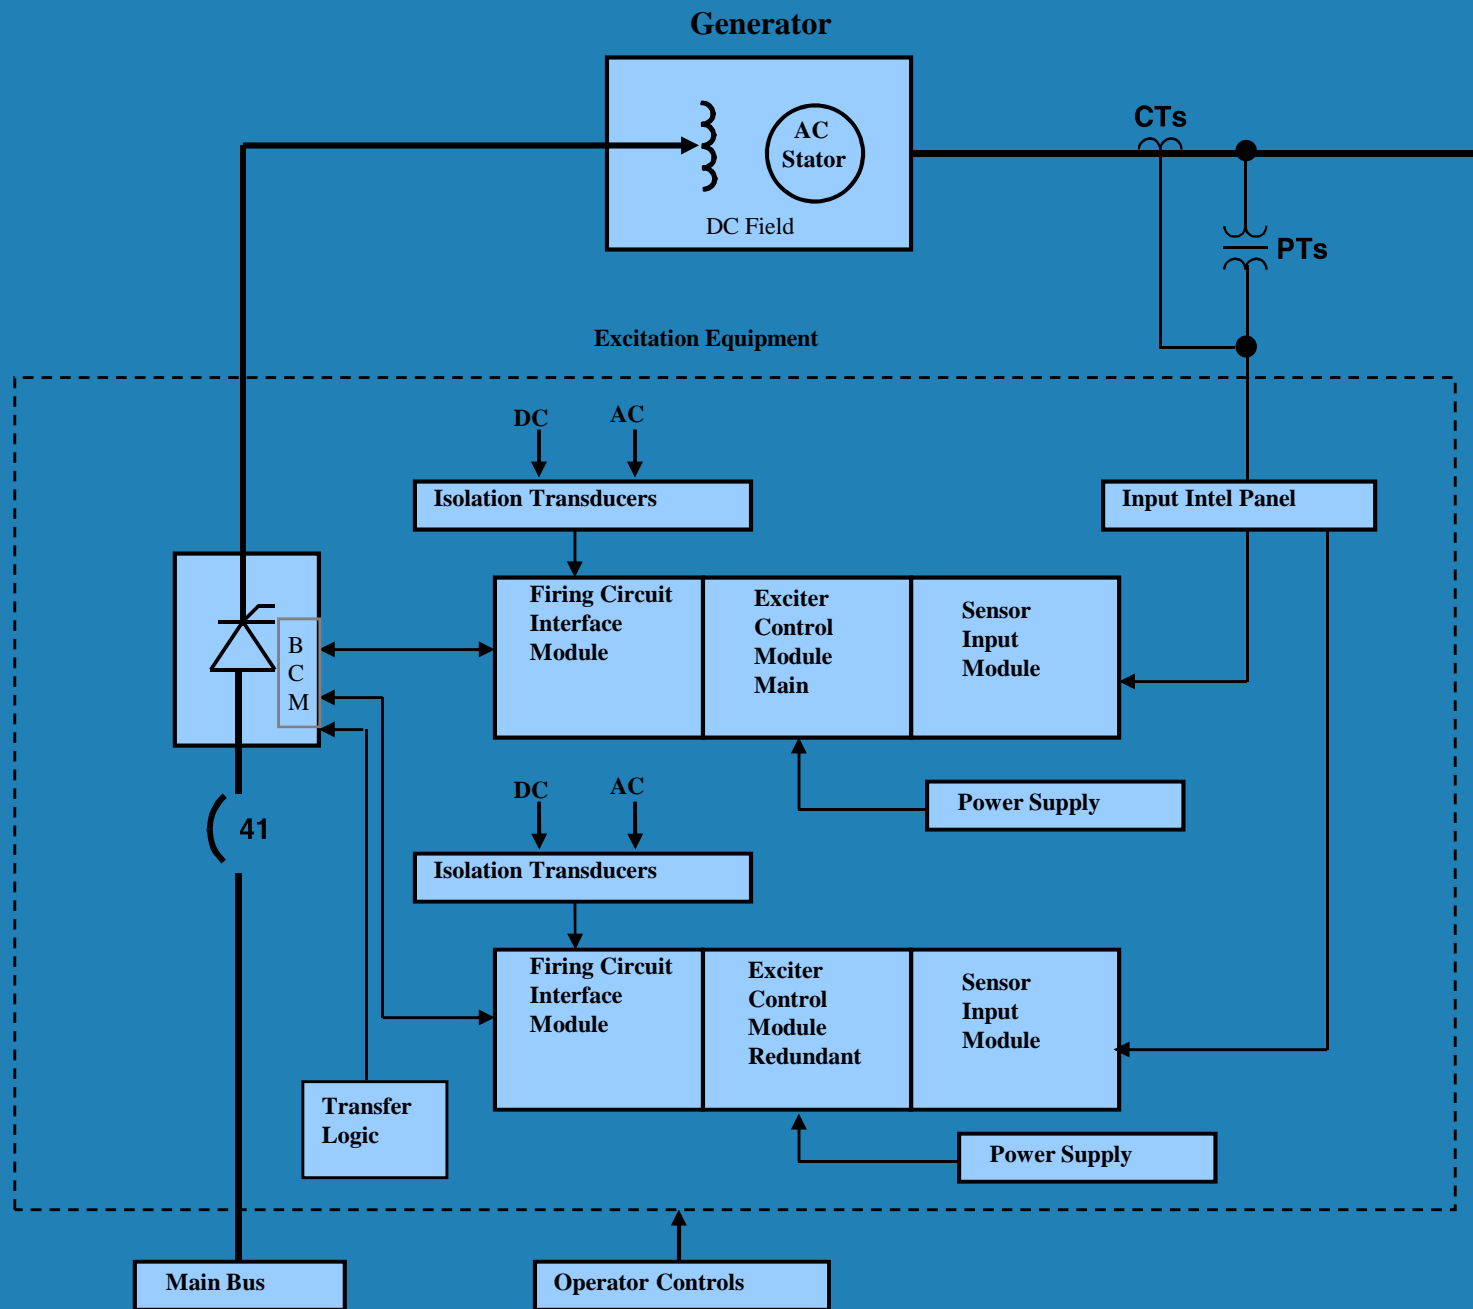 Generator
CTs
AC
Stator
DC Field
PTs
Excitation Equipment
DC
AC
Isolation Transducers
Input Intel Panel
Firing Circuit
Interface
Module
Exciter
Control
Module
Main
Sensor
Input
Module
B
C
M
Power Supply
41
DC
AC
Isolation Transducers
Firing Circuit
Interface
Module
Exciter
Control
Module
Redundant
Sensor
Input
Module
Transfer
Logic
Power Supply
Main Bus
Operator Controls